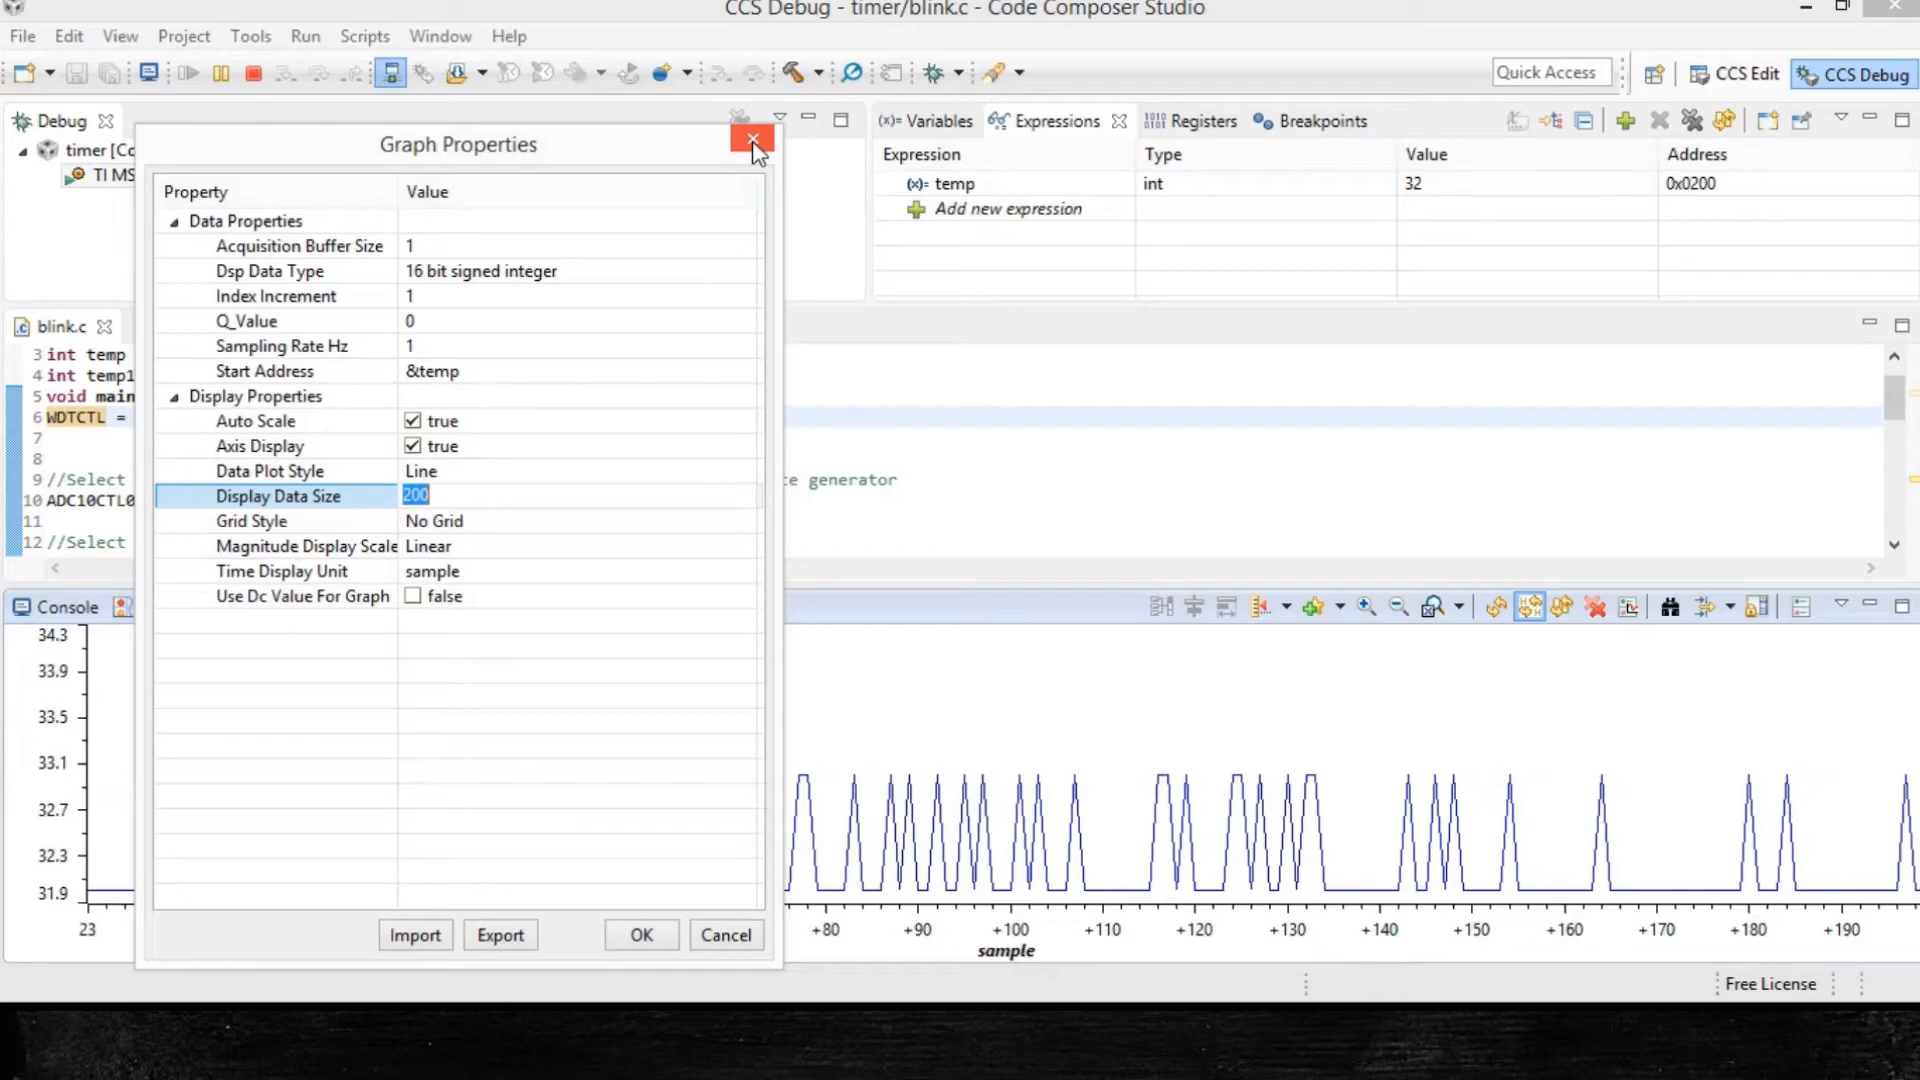 CCS Debug - timer/blink.c - Code Composer Studio
File Edit View Project Tools Run Scripts Window Help
Quick Access
CCS Edit
CCS Debug
Debug
timer [Co
TI MS
Graph Properties
Property Value
Data Properties
Acquisition Buffer Size 1
Dsp Data Type 16 bit signed integer
Index Increment 1
Q_Value 0
Sampling Rate Hz 1
Start Address &temp
Display Properties
Auto Scale true
Axis Display true
Data Plot Style Line
Display Data Size 200
Grid Style No Grid
Magnitude Display Scale Linear
Time Display Unit sample
Use Dc Value For Graph false
Import Export OK Cancel
(x)= Variables Expressions Registers Breakpoints
Expression Type Value Address
(x)= temp int 32 0x0200
Add new expression
blink.c
3 int temp
4 int temp1
5 void main
6 WDTCTL =
7
8
9 //Select ce generator
10 ADC10CTL0
11
12 //Select
Console
34.3
33.9
33.5
33.1
32.7
32.3
31.9
23 +80 +90 +100 +110 +120 +130 +140 +150 +160 +170 +180 +190
sample
Free License